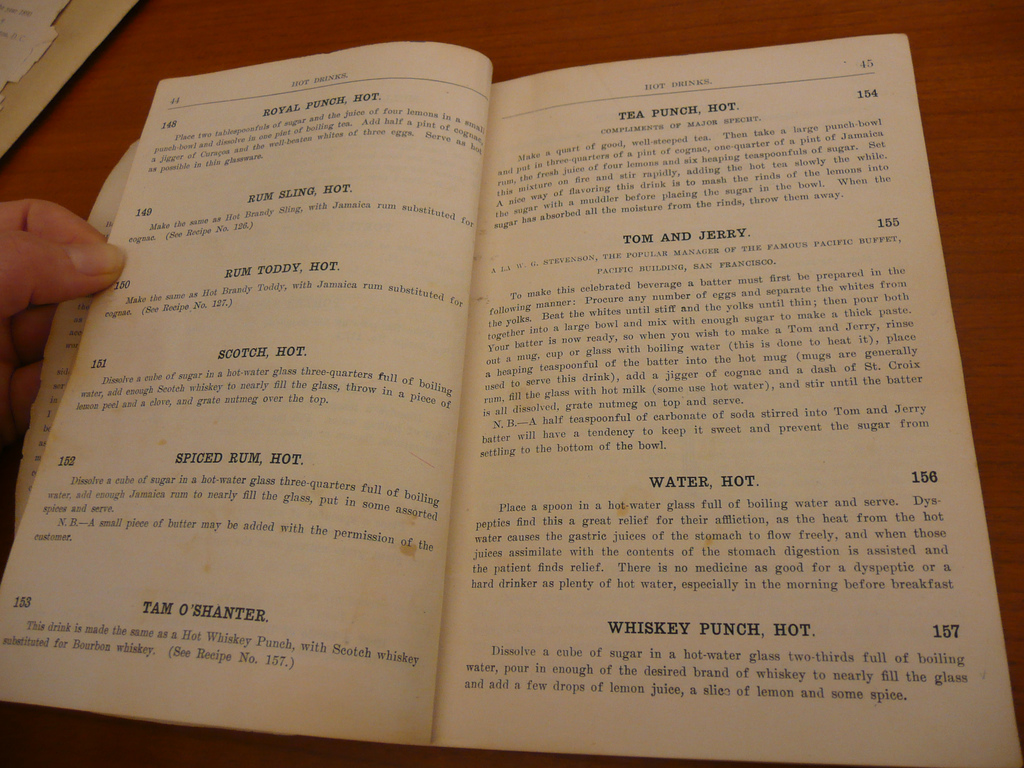 44
HOT DRINKS.
148
ROYAL PUNCH, HOT.
Place two tablespoonfuls of sugar and the juice of four lemons in a small
punch-bowl and dissolve in one pint of boiling tea. Add half a pint of cognac,
a jigger of Curaçoa and the well-beaten whites of three eggs. Serve as hot
as possible in thin glassware.
149
RUM SLING, HOT.
Make the same as Hot Brandy Sling, with Jamaica rum substituted for
cognac. (See Recipe No. 126.)
150
RUM TODDY, HOT.
Make the same as Hot Brandy Toddy, with Jamaica rum substituted for
cognac. (See Recipe No. 127.)
151
SCOTCH, HOT.
Dissolve a cube of sugar in a hot-water glass three-quarters full of boiling
water, add enough Scotch whiskey to nearly fill the glass, throw in a piece of
lemon peel and a clove, and grate nutmeg over the top.
152
SPICED RUM, HOT.
Dissolve a cube of sugar in a hot-water glass three-quarters full of boiling
water, add enough Jamaica rum to nearly fill the glass, put in some assorted
spices and serve.
N. B.—A small piece of butter may be added with the permission of the
customer.
153
TAM O'SHANTER.
This drink is made the same as a Hot Whiskey Punch, with Scotch whiskey
substituted for Bourbon whiskey. (See Recipe No. 157.)
HOT DRINKS.
45
TEA PUNCH, HOT.
154
COMPLIMENTS OF MAJOR SPECHT.
Make a quart of good, well-steeped tea. Then take a large punch-bowl
and put in three-quarters of a pint of cognac, one-quarter of a pint of Jamaica
rum, the fresh juice of four lemons and six heaping teaspoonfuls of sugar. Set
this mixture on fire and stir rapidly, adding the hot tea slowly the while.
A nice way of flavoring this drink is to mash the rinds of the lemons into
the sugar with a muddler before placing the sugar in the bowl. When the
sugar has absorbed all the moisture from the rinds, throw them away.
TOM AND JERRY.
155
A LA W. G. STEVENSON, THE POPULAR MANAGER OF THE FAMOUS PACIFIC BUFFET,
PACIFIC BUILDING, SAN FRANCISCO.
To make this celebrated beverage a batter must first be prepared in the
following manner: Procure any number of eggs and separate the whites from
the yolks. Beat the whites until stiff and the yolks until thin; then pour both
together into a large bowl and mix with enough sugar to make a thick paste.
Your batter is now ready, so when you wish to make a Tom and Jerry, rinse
out a mug, cup or glass with boiling water (this is done to heat it), place
a heaping teaspoonful of the batter into the hot mug (mugs are generally
used to serve this drink), add a jigger of cognac and a dash of St. Croix
rum, fill the glass with hot milk (some use hot water), and stir until the batter
is all dissolved, grate nutmeg on top and serve.
N. B.—A half teaspoonful of carbonate of soda stirred into Tom and Jerry
batter will have a tendency to keep it sweet and prevent the sugar from
settling to the bottom of the bowl.
WATER, HOT.
156
Place a spoon in a hot-water glass full of boiling water and serve. Dys-
peptics find this a great relief for their affliction, as the heat from the hot
water causes the gastric juices of the stomach to flow freely, and when those
juices assimilate with the contents of the stomach digestion is assisted and
the patient finds relief. There is no medicine as good for a dyspeptic or a
hard drinker as plenty of hot water, especially in the morning before breakfast
WHISKEY PUNCH, HOT.
157
Dissolve a cube of sugar in a hot-water glass two-thirds full of boiling
water, pour in enough of the desired brand of whiskey to nearly fill the glass
and add a few drops of lemon juice, a slice of lemon and some spice.